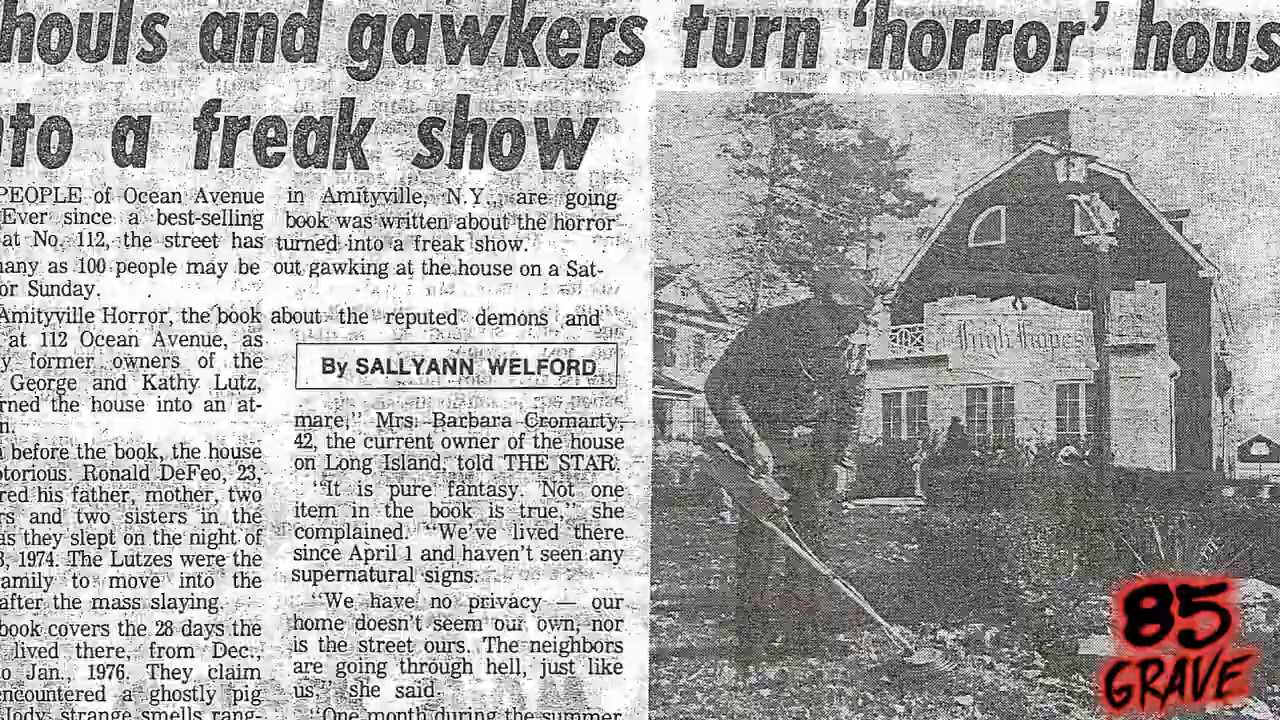 houls and gawkers turn 'horror' hous
to a freak show
PEOPLE of Ocean Avenue in Amityville, N.Y., are going
Ever since a best-selling book was written about the horror
at No. 112, the street has turned into a freak show.
many as 100 people may be out gawking at the house on a Sat-
or Sunday.
Amityville Horror', the book about the reputed demons and
at 112 Ocean Avenue, as
y former owners of the
George and Kathy Lutz,
rned the house into an at-
n.
before the book, the house
otorious. Ronald DeFeo, 23,
red his father, mother, two
rs and two sisters in the
as they slept on the night of
3, 1974. The Lutzes were the
amily to move into the
after the mass slaying.
book covers the 28 days the
lived there, from Dec.,
o Jan., 1976. They claim
encountered a ghostly pig
Jody, strange smells rang-
By SALLYANN WELFORD
mare," Mrs. Barbara Cromarty,
42, the current owner of the house
on Long Island, told THE STAR.
"It is pure fantasy. Not one
item in the book is true," she
complained. "We've lived there
since April 1 and haven't seen any
supernatural signs.
"We have no privacy — our
home doesn't seem our own, nor
is the street ours. The neighbors
are going through hell, just like
us," she said.
"One month during the summer
High Hopes
85
GRAVE